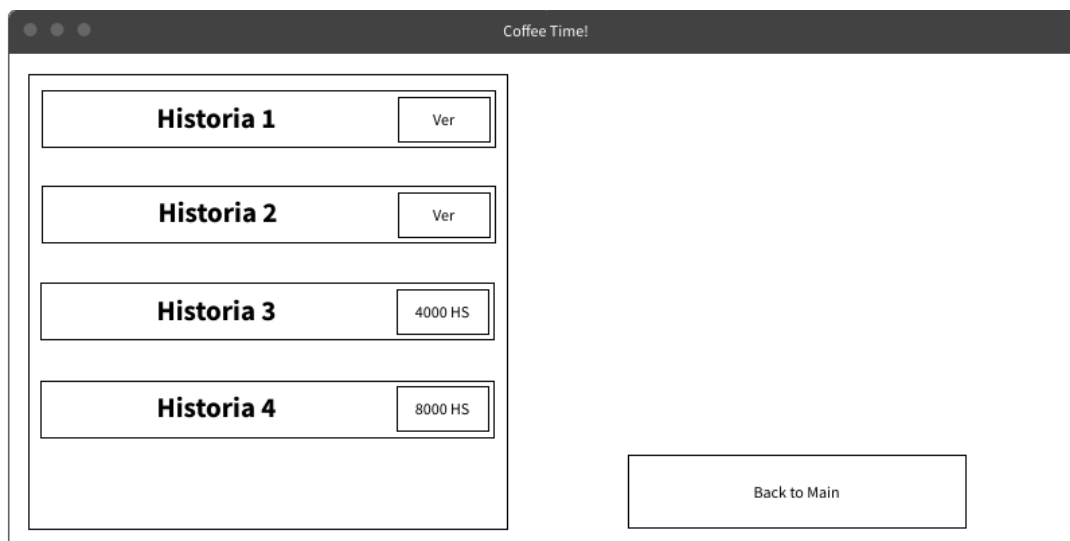 Coffee Time!
Historia 1
Ver
Historia 2
Ver
Historia 3
4000 HS
Historia 4
8000 HS
Back to Main